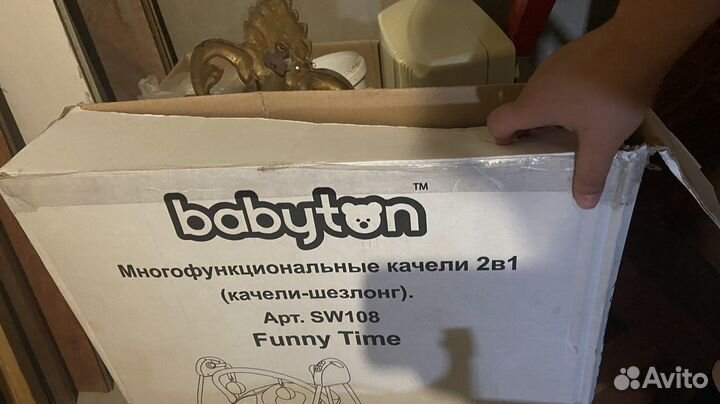 babyton™
Многофункциональные качели 2в1
(качели-шезлонг).
Арт. SW108
Funny Time
Avito